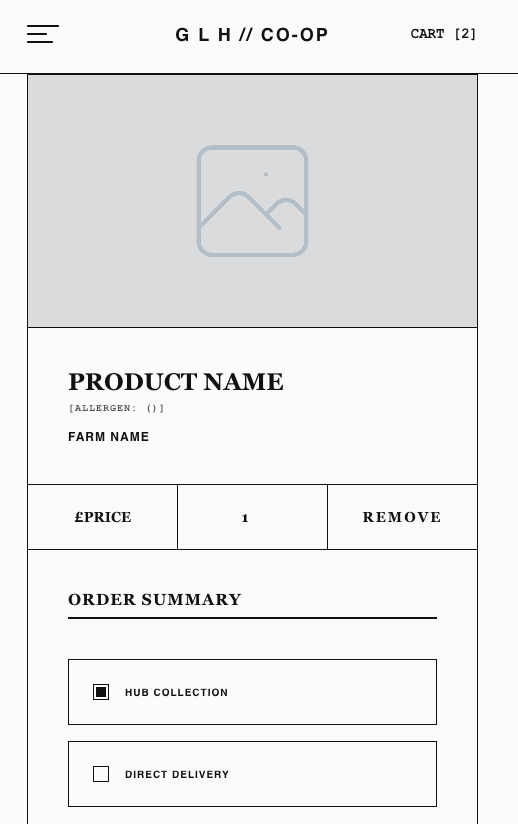 G L H // CO-OP
CART [2]
PRODUCT NAME
[ALLERGEN: ()]
FARM NAME
£PRICE
1
REMOVE
ORDER SUMMARY
HUB COLLECTION
DIRECT DELIVERY